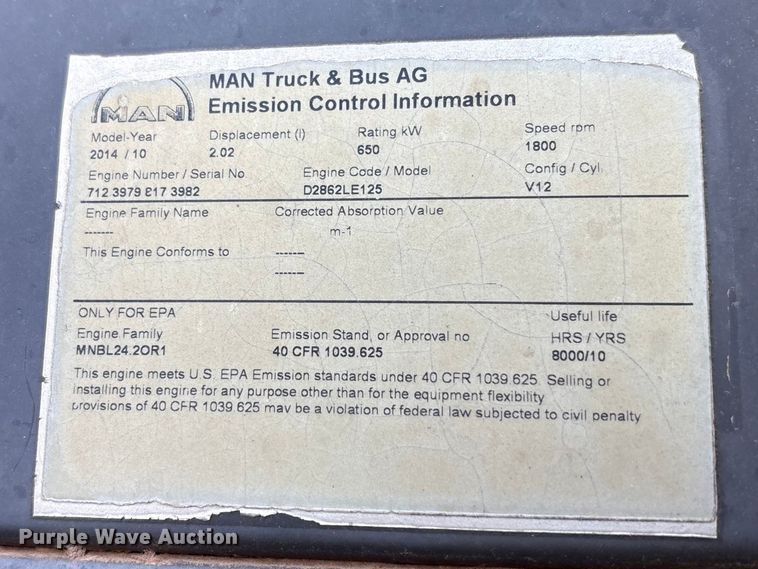 MAN
MAN Truck & Bus AG
Emission Control Information
Model-Year Displacement (l) Rating kW Speed rpm
2014 / 10 2.02 650 1800
Engine Number / Serial No Engine Code / Model Config / Cyl.
712 3979 E17 3982 D2862LE125 V12
Engine Family Name Corrected Absorption Value
------- m-1
This Engine Conforms to ------
------
ONLY FOR EPA Useful life
Engine Family Emission Stand, or Approval no HRS / YRS
MNBL24.2OR1 40 CFR 1039.625 8000/10
This engine meets U.S. EPA Emission standards under 40 CFR 1039.625. Selling or
installing this engine for any purpose other than for the equipment flexibility
provisions of 40 CFR 1039.625 may be a violation of federal law subjected to civil penalty
Purple Wave Auction